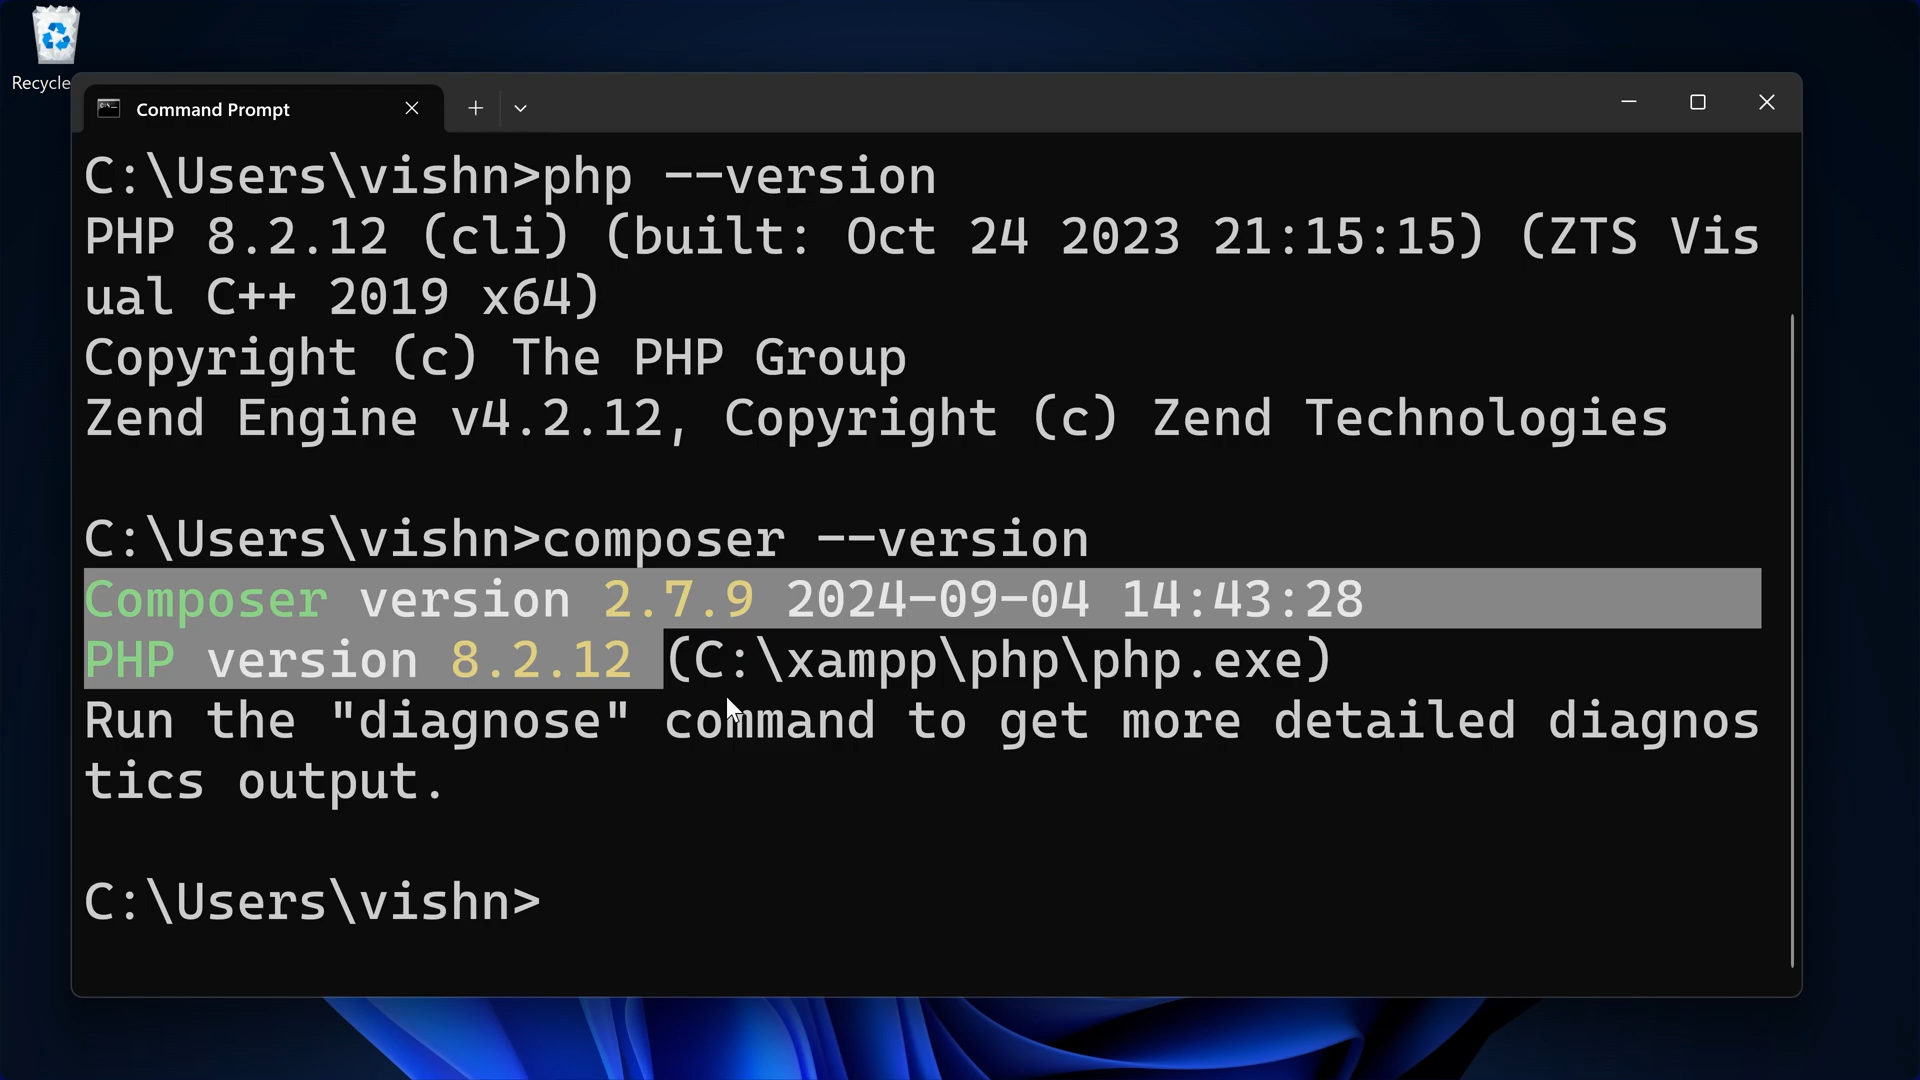 Recycle
Command Prompt
C:\Users\vishn>php --version
PHP 8.2.12 (cli) (built: Oct 24 2023 21:15:15) (ZTS Vis
ual C++ 2019 x64)
Copyright (c) The PHP Group
Zend Engine v4.2.12, Copyright (c) Zend Technologies
C:\Users\vishn>composer --version
Composer version 2.7.9 2024-09-04 14:43:28
PHP version 8.2.12 (C:\xampp\php\php.exe)
Run the "diagnose" command to get more detailed diagnos
tics output.
C:\Users\vishn>